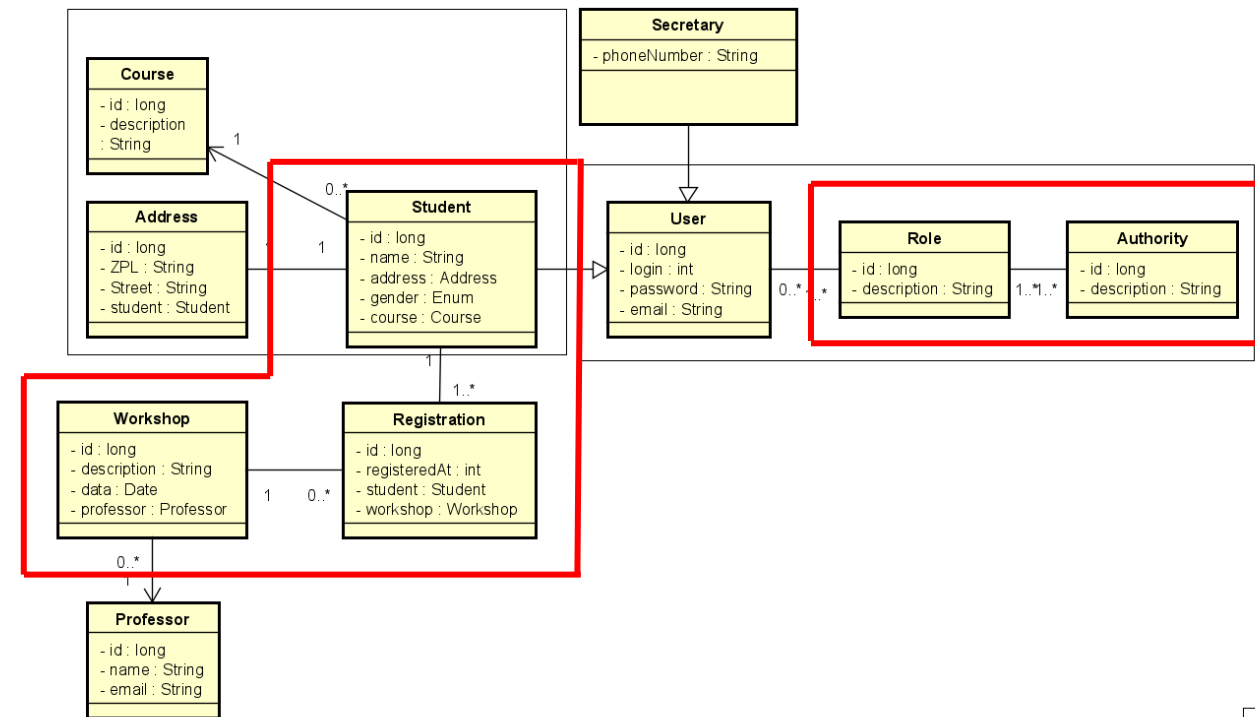 Secretary
- phoneNumber : String
Course
- id : long
- description
: String
1
0..*
Address
- id : long
- ZPL : String
- Street : String
- student : Student
1
1
Student
- id : long
- name : String
- address : Address
- gender : Enum
- course : Course
User
- id : long
- login : int
- password : String
- email : String
0..*
1..*
Role
- id : long
- description : String
1..*
1..*
Authority
- id : long
- description : String
1
1..*
Workshop
- id : long
- description : String
- data : Date
- professor : Professor
1
0..*
Registration
- id : long
- registeredAt : int
- student : Student
- workshop : Workshop
0..*
1
Professor
- id : long
- name : String
- email : String